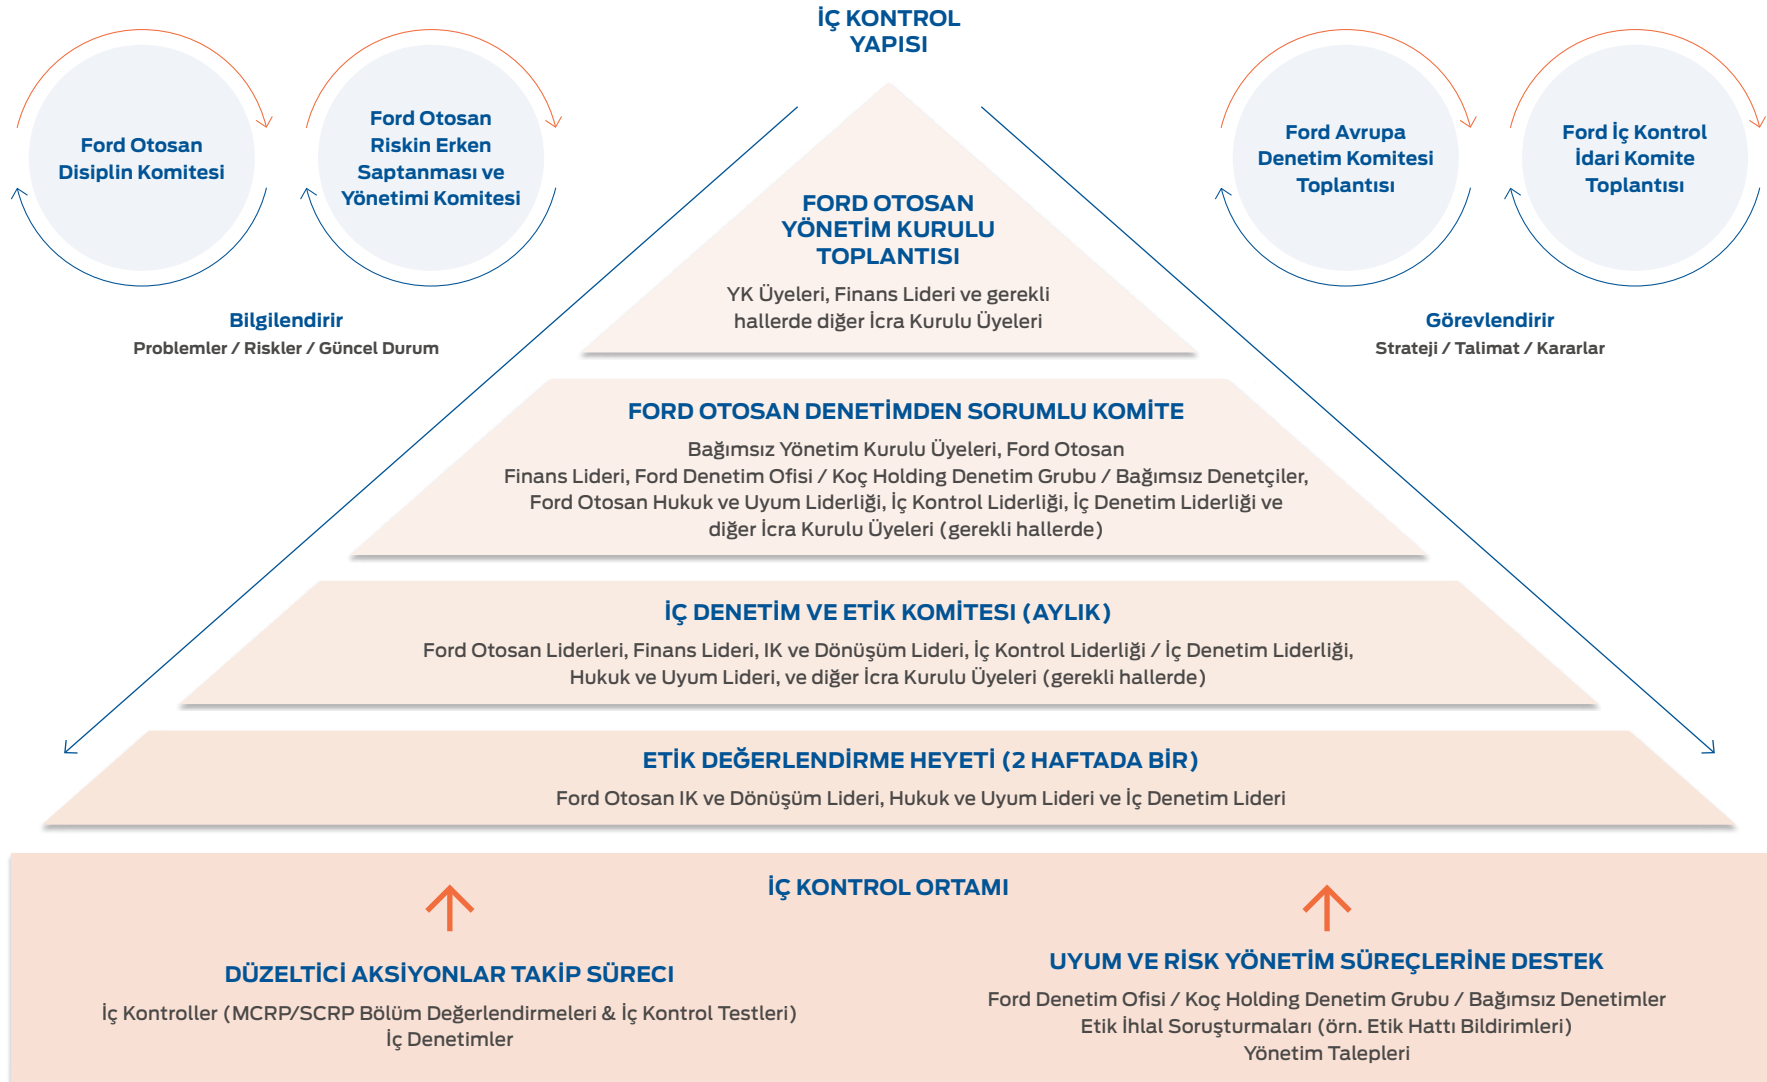 İÇ KONTROL
YAPISI
Ford Otosan
Disiplin Komitesi
Ford Otosan
Riskin Erken
Saptanması ve
Yönetimi Komitesi
Bilgilendirir
Problemler / Riskler / Güncel Durum
Ford Avrupa
Denetim Komitesi
Toplantısı
Ford İç Kontrol
İdari Komite
Toplantısı
Görevlendirir
Strateji / Talimat / Kararlar
FORD OTOSAN
YÖNETİM KURULU
TOPLANTISI
YK Üyeleri, Finans Lideri ve gerekli
hallerde diğer İcra Kurulu Üyeleri
FORD OTOSAN DENETİMDEN SORUMLU KOMİTE
Bağımsız Yönetim Kurulu Üyeleri, Ford Otosan
Finans Lideri, Ford Denetim Ofisi / Koç Holding Denetim Grubu / Bağımsız Denetçiler,
Ford Otosan Hukuk ve Uyum Liderliği, İç Kontrol Liderliği, İç Denetim Liderliği ve
diğer İcra Kurulu Üyeleri (gerekli hallerde)
İÇ DENETİM VE ETİK KOMİTESI (AYLIK)
Ford Otosan Liderleri, Finans Lideri, IK ve Dönüşüm Lideri, İç Kontrol Liderliği / İç Denetim Liderliği,
Hukuk ve Uyum Lideri, ve diğer İcra Kurulu Üyeleri (gerekli hallerde)
ETİK DEĞERLENDİRME HEYETİ (2 HAFTADA BİR)
Ford Otosan IK ve Dönüşüm Lideri, Hukuk ve Uyum Lideri ve İç Denetim Lideri
İÇ KONTROL ORTAMI
DÜZELTİCİ AKSİYONLAR TAKİP SÜRECI
İç Kontroller (MCRP/SCRP Bölüm Değerlendirmeleri & İç Kontrol Testleri)
İç Denetimler
UYUM VE RİSK YÖNETİM SÜREÇLERİNE DESTEK
Ford Denetim Ofisi / Koç Holding Denetim Grubu / Bağımsız Denetimler
Etik İhlal Soruşturmaları (örn. Etik Hattı Bildirimleri)
Yönetim Talepleri